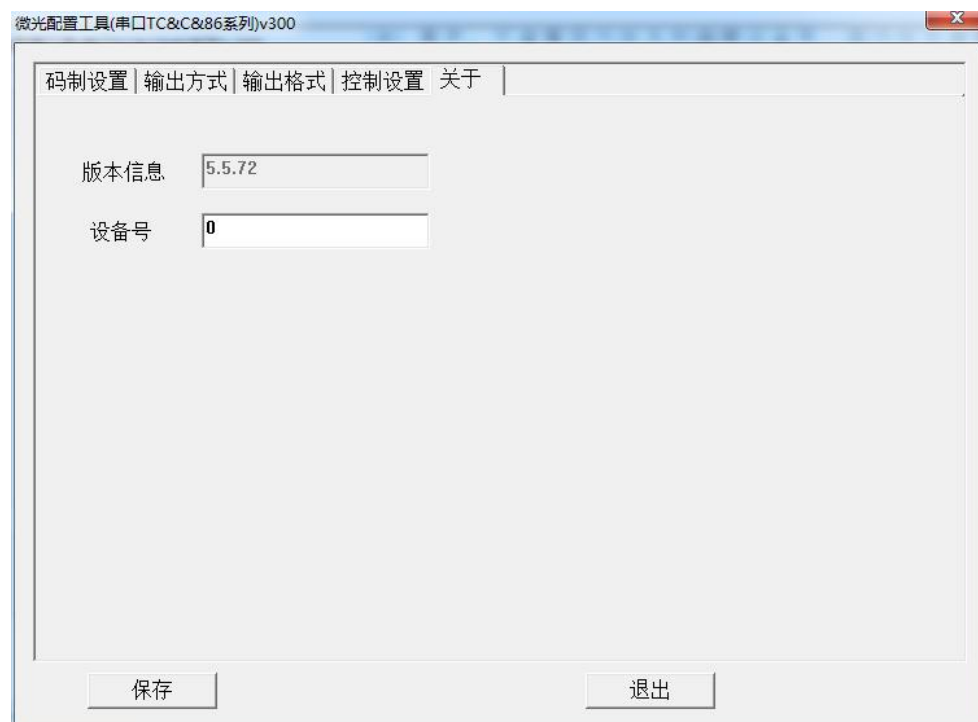 微光配置工具(串口TC&C&86系列)v300
码制设置 输出方式 输出格式 控制设置 关于
版本信息 5.5.72
设备号 0
保存 退出